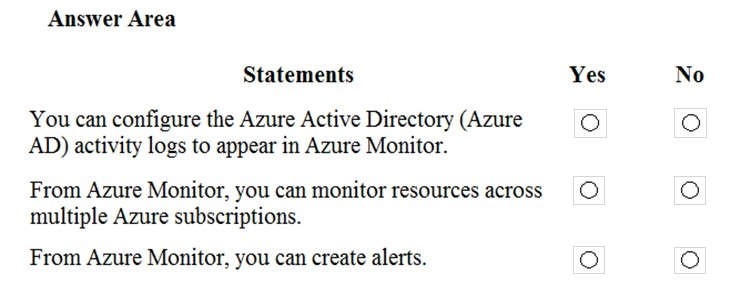 Answer Area
Statements Yes No
You can configure the Azure Active Directory (Azure
AD) activity logs to appear in Azure Monitor.
From Azure Monitor, you can monitor resources across
multiple Azure subscriptions.
From Azure Monitor, you can create alerts.